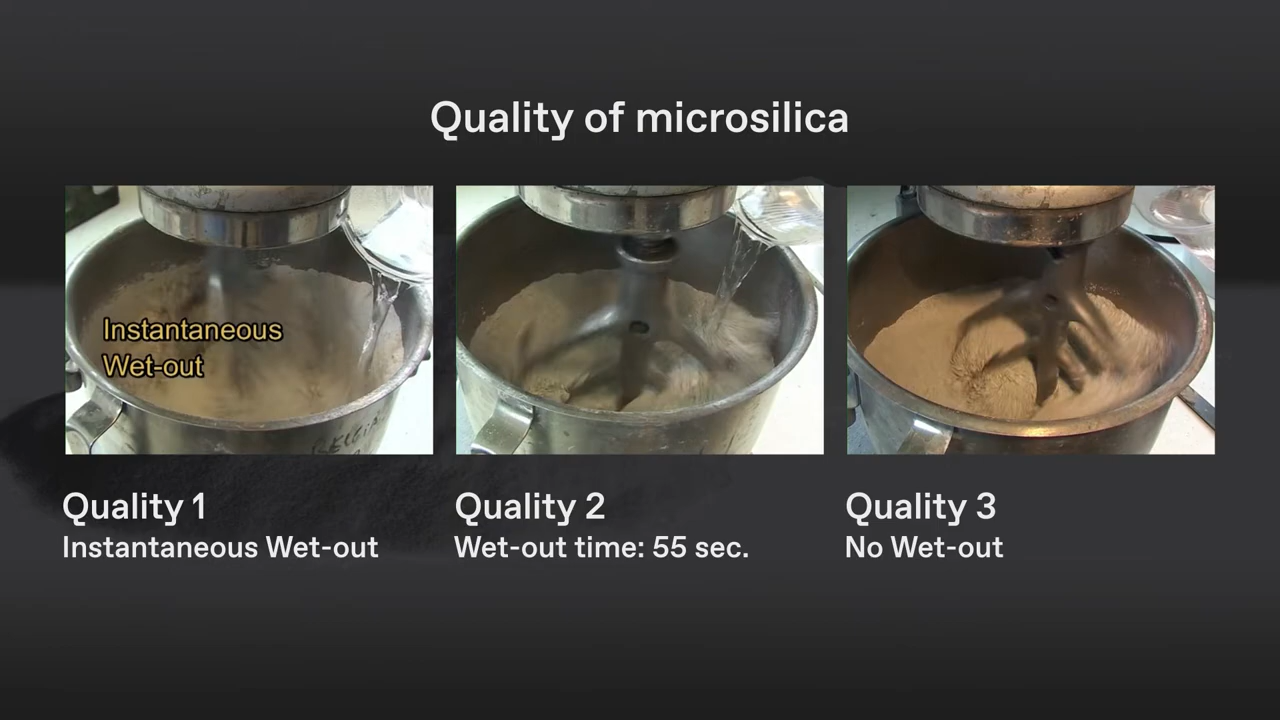 Quality of microsilica
Instantaneous
Wet-out
Quality 1
Instantaneous Wet-out
Quality 2
Wet-out time: 55 sec.
Quality 3
No Wet-out